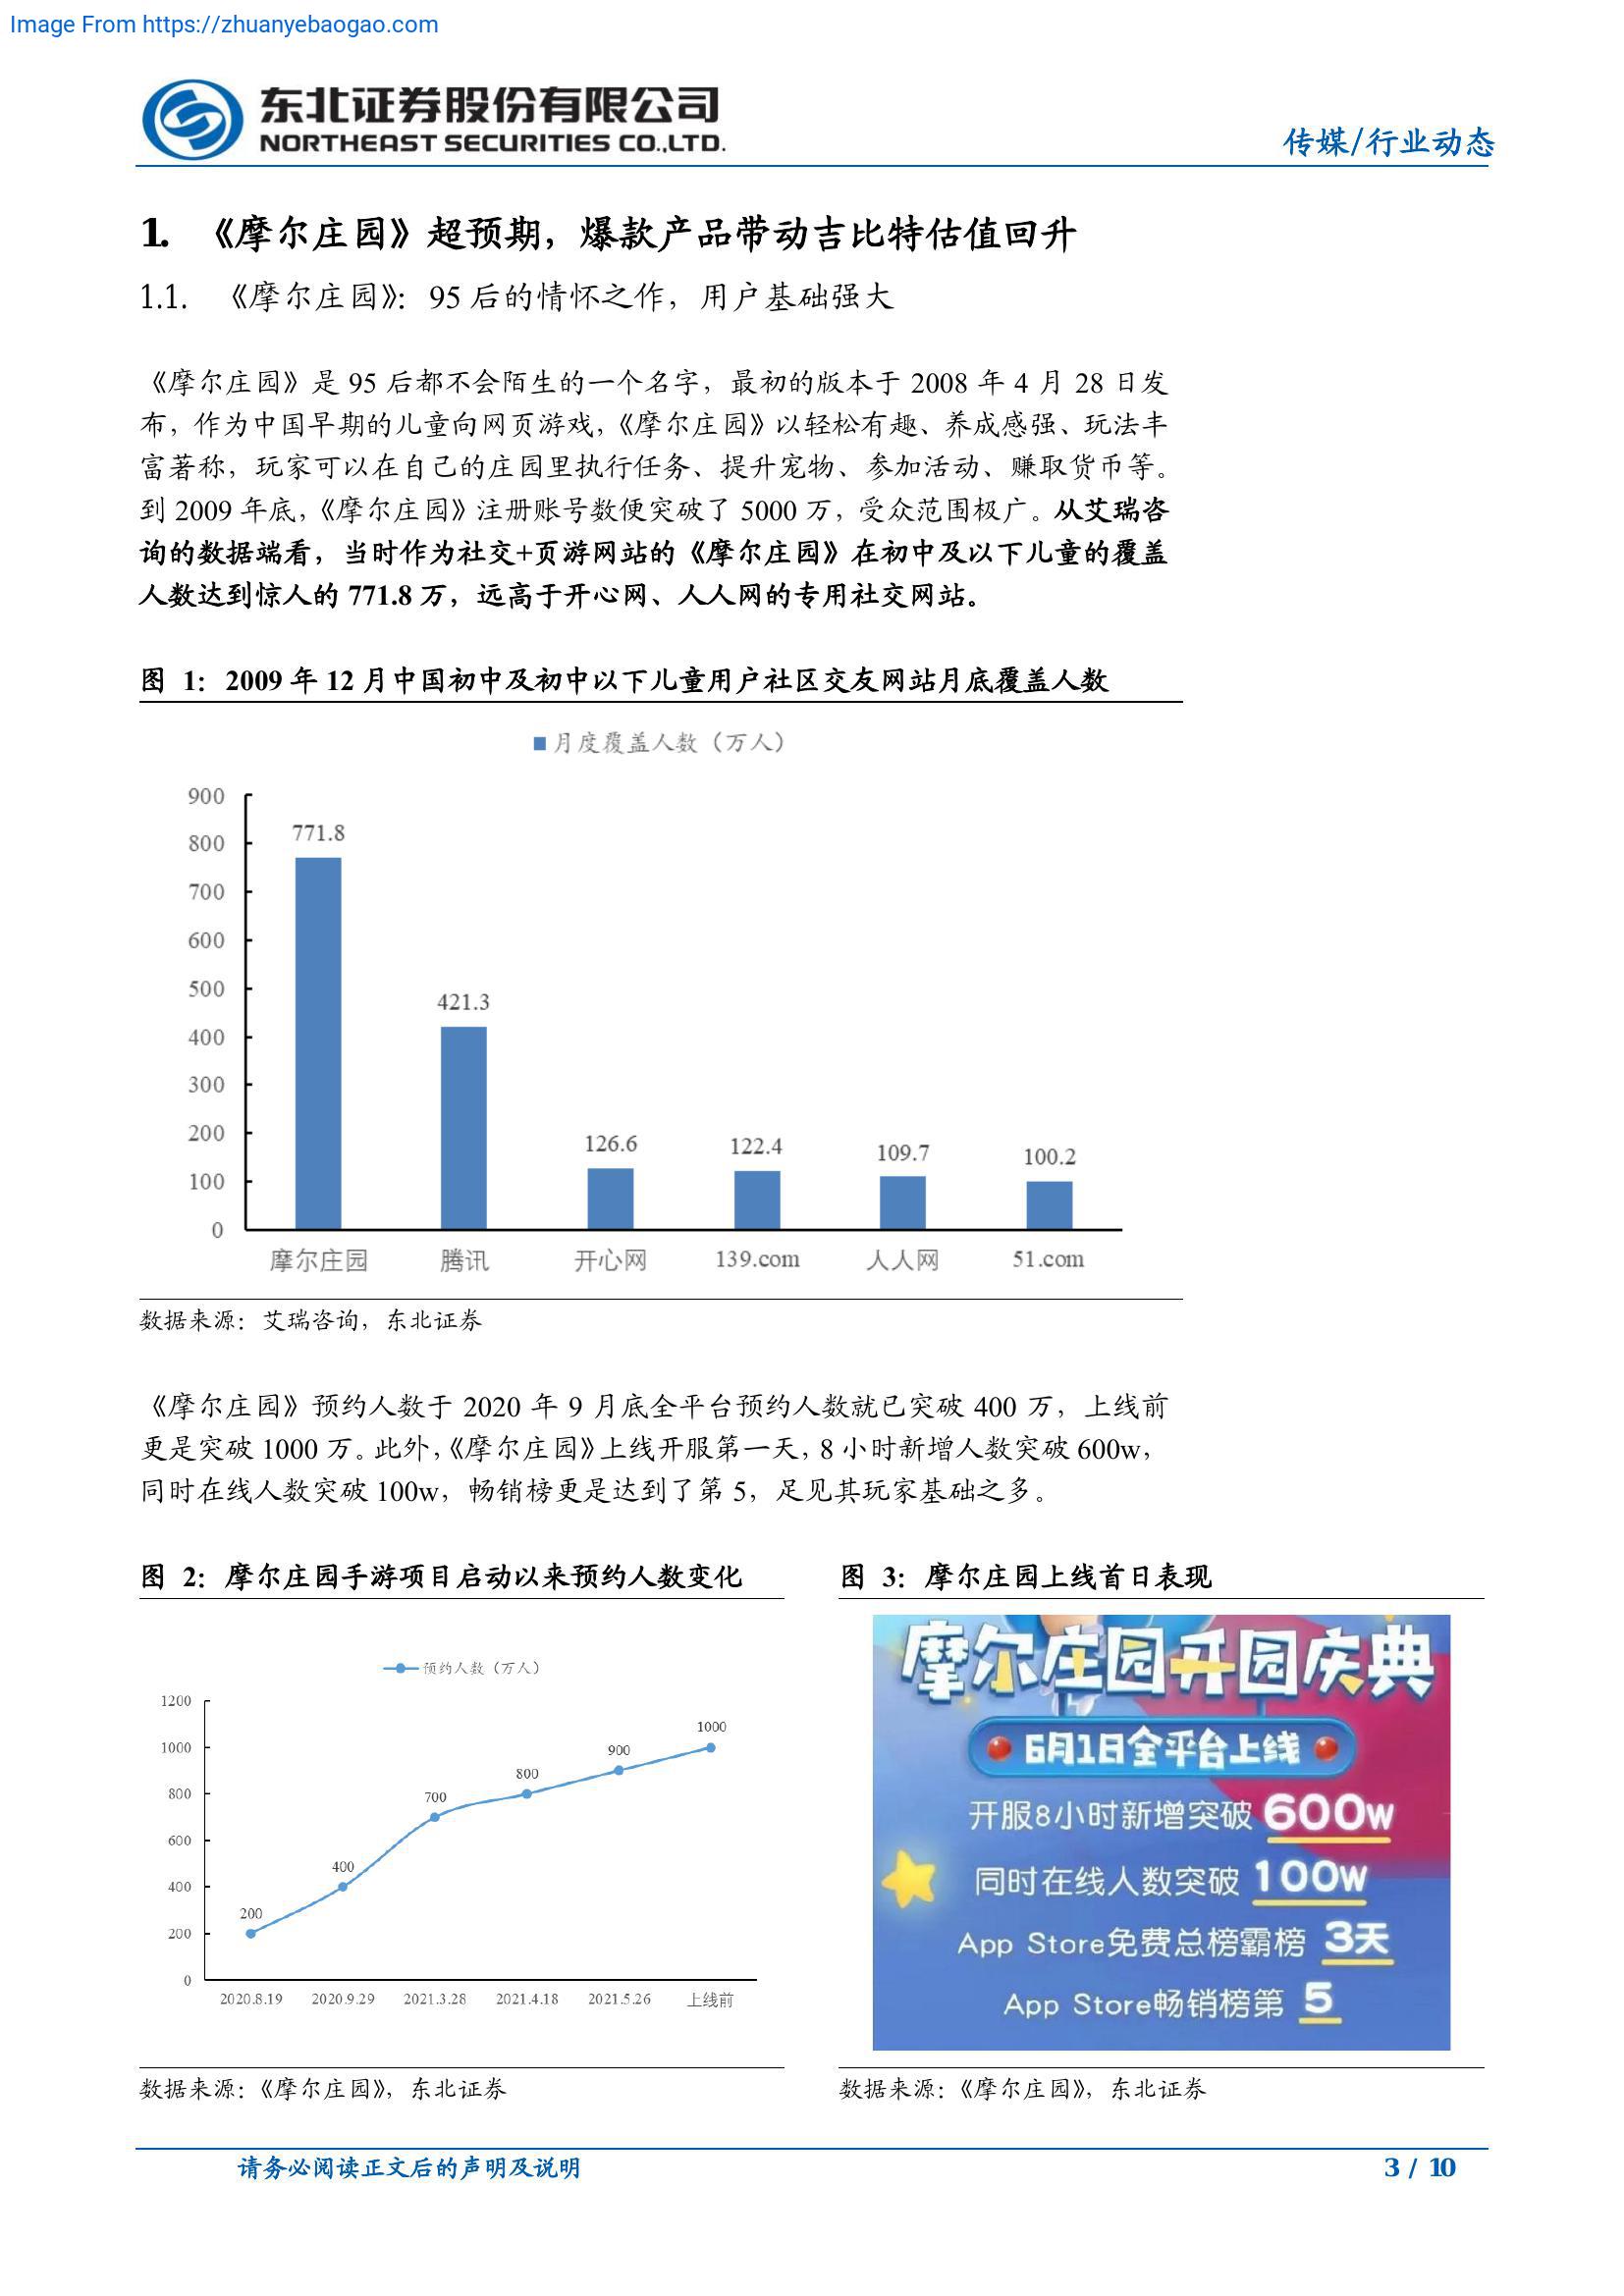 Image From https://zhuanyebaogao.com
东北证券股份有限公司
NORTHEAST SECURITIES CO.,LTD.
传媒/行业动态
1. 《摩尔庄园》超预期，爆款产品带动吉比特估值回升
1.1. 《摩尔庄园》：95 后的情怀之作，用户基础强大
《摩尔庄园》是 95 后都不会陌生的一个名字，最初的版本于 2008 年 4 月 28 日发
布，作为中国早期的儿童向网页游戏，《摩尔庄园》以轻松有趣、养成感强、玩法丰
富著称，玩家可以在自己的庄园里执行任务、提升宠物、参加活动、赚取货币等。
到 2009 年底，《摩尔庄园》注册账号数便突破了 5000 万，受众范围极广。从艾瑞咨
询的数据端看，当时作为社交+页游网站的《摩尔庄园》在初中及以下儿童的覆盖
人数达到惊人的 771.8 万，远高于开心网、人人网的专用社交网站。
图 1：2009 年 12 月中国初中及初中以下儿童用户社区交友网站月底覆盖人数
月度覆盖人数（万人）
900
800
700
600
500
400
300
200
100
0
771.8
421.3
126.6
122.4
109.7
100.2
摩尔庄园
腾讯
开心网
139.com
人人网
51.com
数据来源：艾瑞咨询，东北证券
《摩尔庄园》预约人数于 2020 年 9 月底全平台预约人数就已突破 400 万，上线前
更是突破 1000 万。此外，《摩尔庄园》上线开服第一天，8 小时新增人数突破 600w，
同时在线人数突破 100w，畅销榜更是达到了第 5，足见其玩家基础之多。
图 2：摩尔庄园手游项目启动以来预约人数变化
预约人数（万人）
1200
1000
800
600
400
200
0
200
400
700
800
900
1000
2020.8.19
2020.9.29
2021.3.28
2021.4.18
2021.5.26
上线前
数据来源：《摩尔庄园》，东北证券
图 3：摩尔庄园上线首日表现
摩尔庄园开园庆典
6月1日全平台上线
开服8小时新增突破 600w
同时在线人数突破 100W
App Store免费总榜霸榜 3天
App Store畅销榜第 5
数据来源：《摩尔庄园》，东北证券
请务必阅读正文后的声明及说明
3 / 10